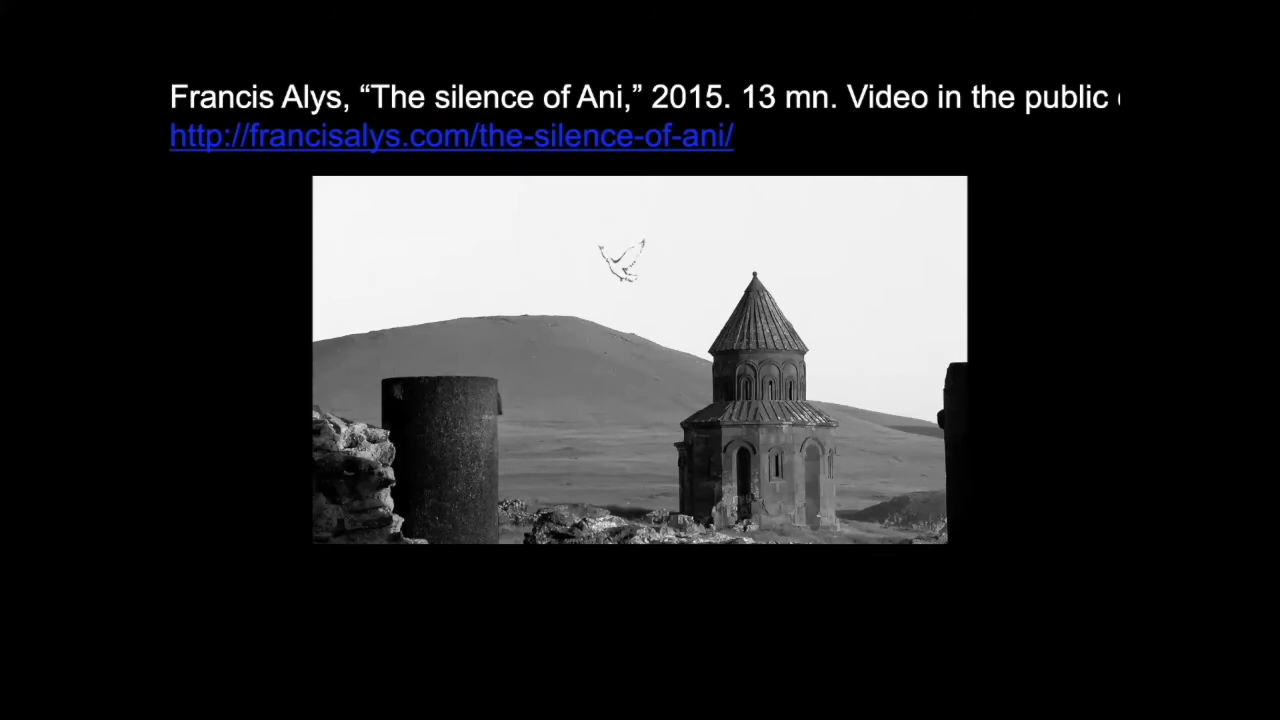 Francis Alys, “The silence of Ani,” 2015. 13 mn. Video in the public
http://francisalys.com/the-silence-of-ani/